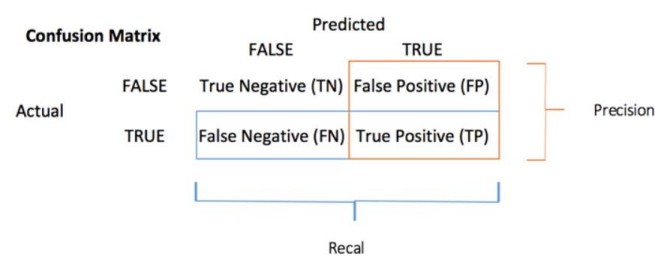 Confusion Matrix
Predicted
FALSE TRUE
FALSE True Negative (TN) False Positive (FP)
Actual
Precision
TRUE False Negative (FN) True Positive (TP)
Recal